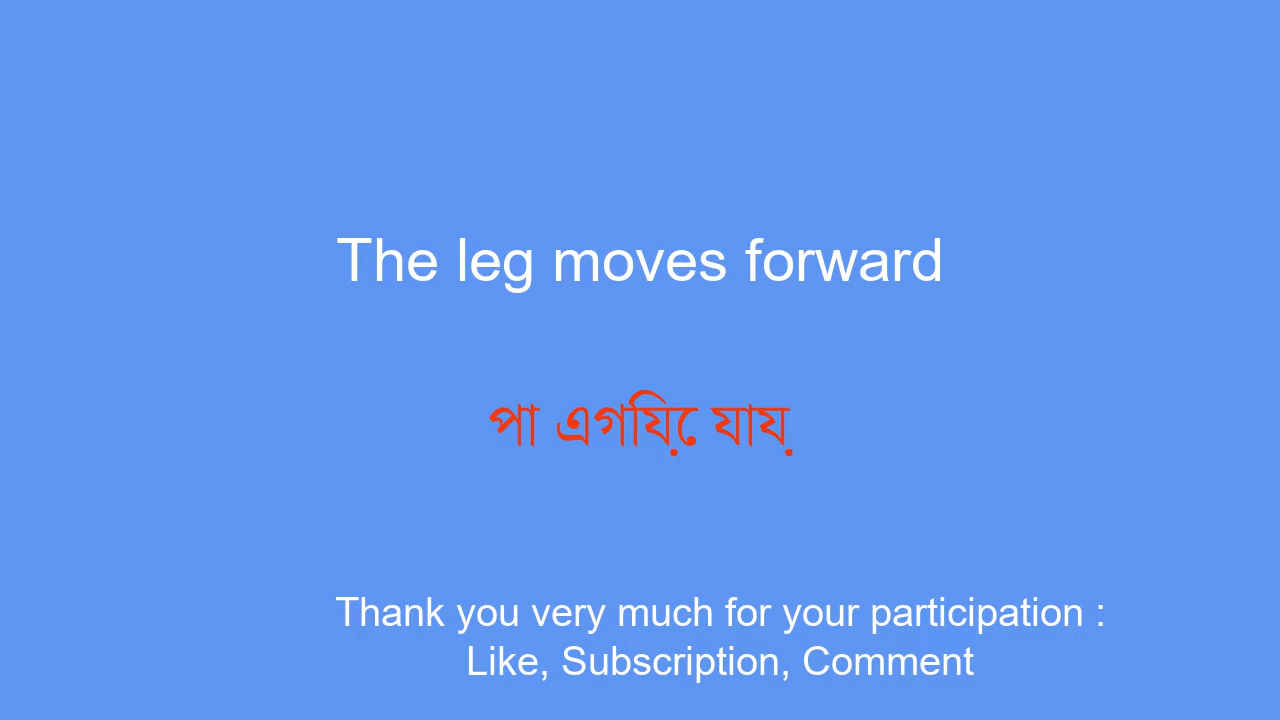 The leg moves forward
পা এগিয়ে যায়
Thank you very much for your participation :
Like, Subscription, Comment